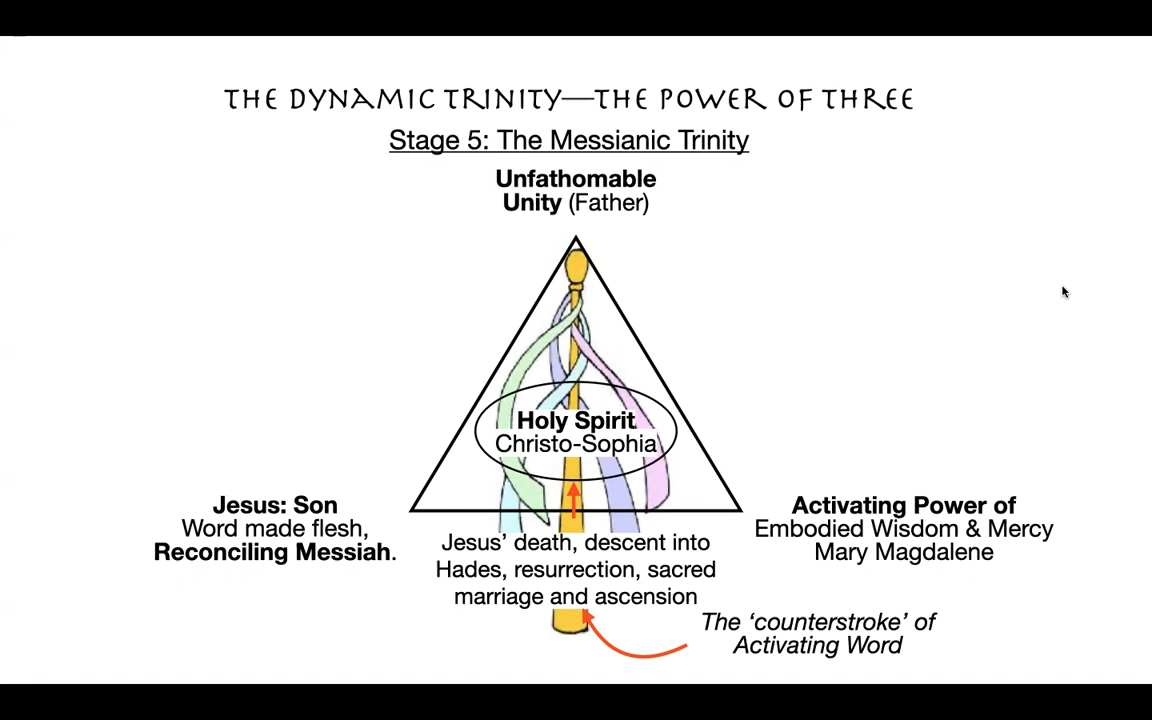 THE DYNAMIC TRINITY—THE POWER OF THREE
Stage 5: The Messianic Trinity
Unfathomable
Unity (Father)
Holy Spirit
Christo-Sophia
Jesus: Son
Word made flesh,
Reconciling Messiah.
Activating Power of
Embodied Wisdom & Mercy
Mary Magdalene
Jesus’ death, descent into
Hades, resurrection, sacred
marriage and ascension
The ‘counterstroke’ of
Activating Word